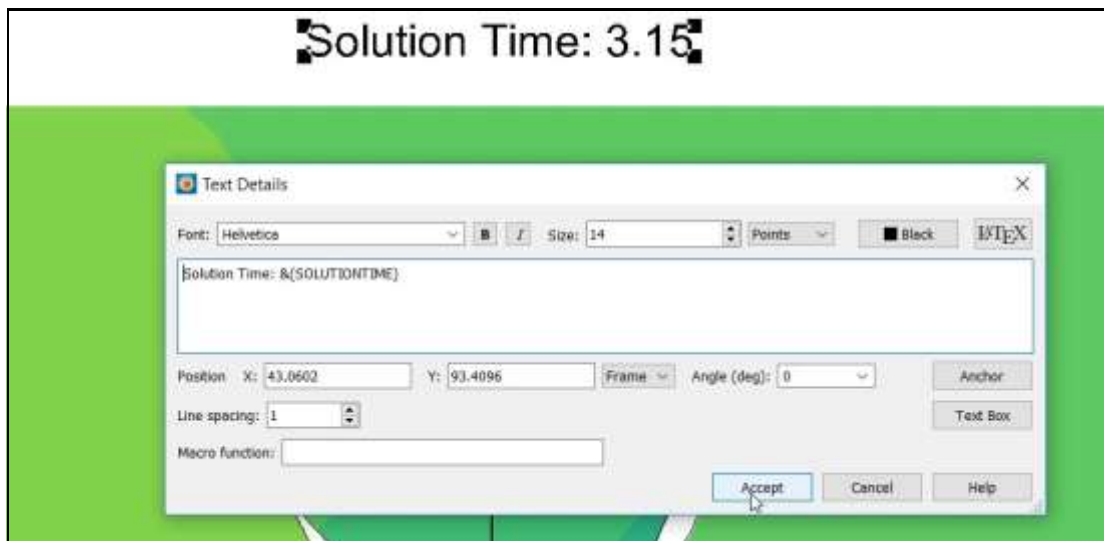 Solution Time: 3.15
Text Details
Font: Helvetica B I Size: 14 Points Black LATEX
Solution Time: &(SOLUTIONTIME)
Position X: 43.0602 Y: 93.4096 Frame Angle (deg): 0 Anchor
Line spacing: 1 Text Box
Macro function:
Accept Cancel Help